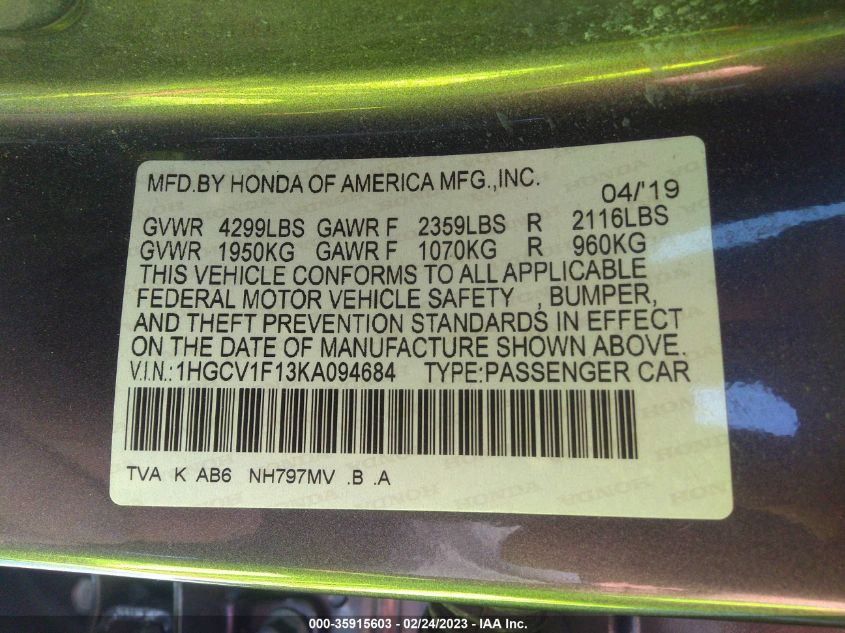 MFD.BY HONDA OF AMERICA MFG.,INC. 04/'19
GVWR 4299LBS GAWR F 2359LBS R 2116LBS
GVWR 1950KG GAWR F 1070KG R 960KG
THIS VEHICLE CONFORMS TO ALL APPLICABLE
FEDERAL MOTOR VEHICLE SAFETY , BUMPER,
AND THEFT PREVENTION STANDARDS IN EFFECT
ON THE DATE OF MANUFACTURE SHOWN ABOVE.
V.I.N.:1HGCV1F13KA094684 TYPE:PASSENGER CAR
TVA K AB6 NH797MV .B .A
000-35915603 — 02/24/2023 — IAA Inc.